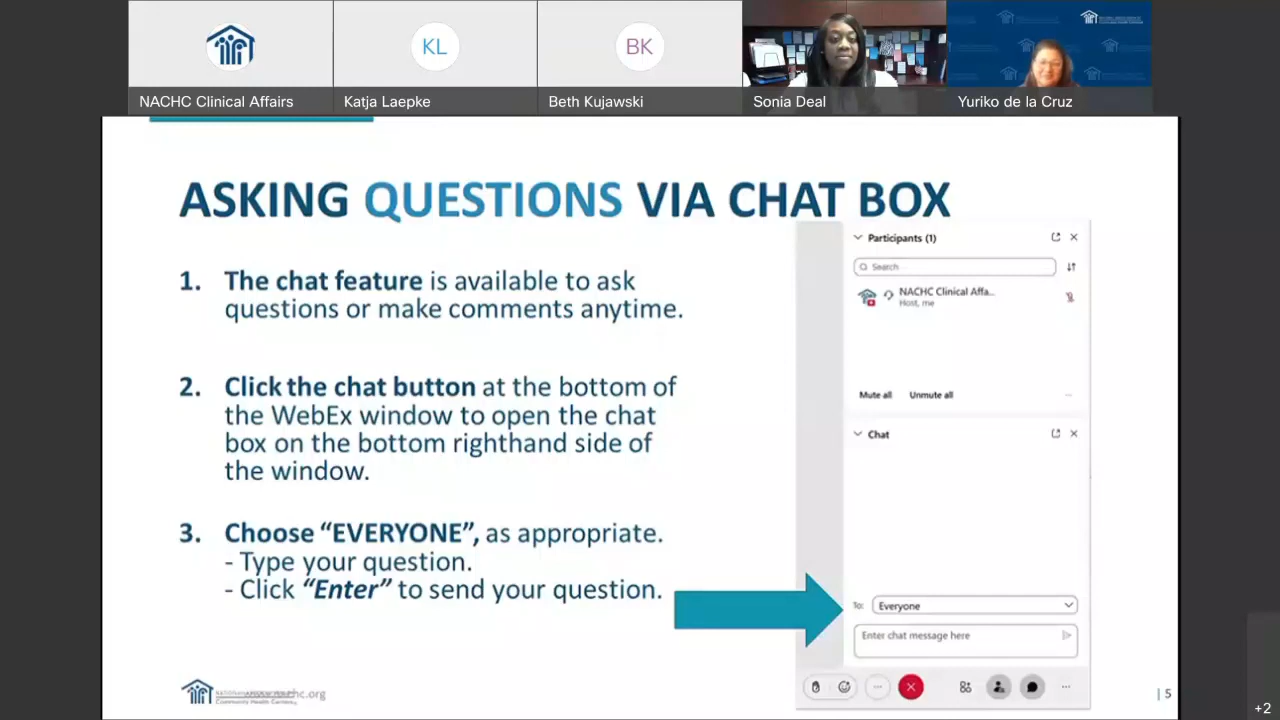 KL
BK
NACHC Clinical Affairs
Katja Laepke
Beth Kujawski
Sonia Deal
Yuriko de la Cruz
ASKING QUESTIONS VIA CHAT BOX
1. The chat feature is available to ask
questions or make comments anytime.
2. Click the chat button at the bottom of
the WebEx window to open the chat
box on the bottom righthand side of
the window.
3. Choose “EVERYONE”, as appropriate.
- Type your question.
- Click “Enter” to send your question.
Participants (1)
Search
NACHC Clinical Affa...
Host, me
Mute all Unmute all
Chat
To: Everyone
Enter chat message here
Community Health Centers
| 5
+2